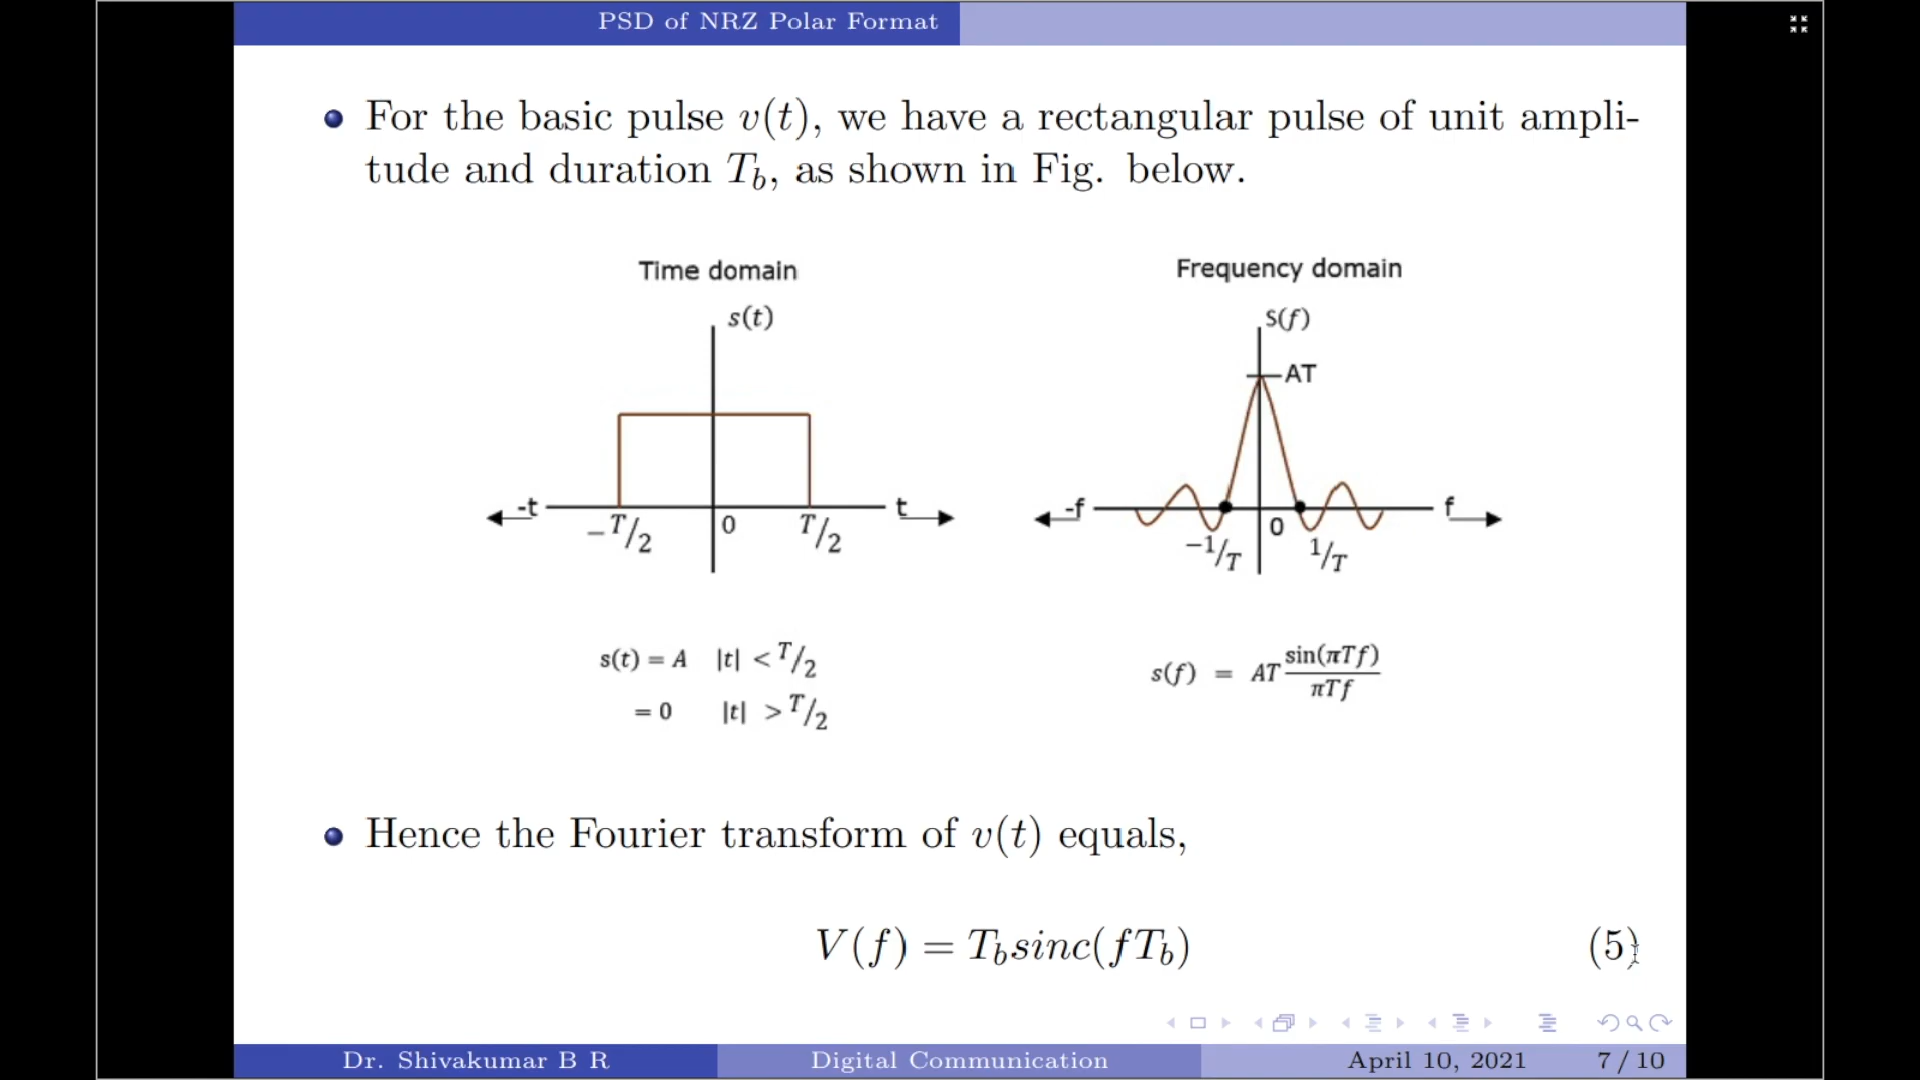 PSD of NRZ Polar Format
For the basic pulse v(t), we have a rectangular pulse of unit ampli-
tude and duration T_b, as shown in Fig. below.
Time domain
s(t)
-t
t
−T/2
0
T/2
s(t) = A |t| < T/2
= 0 |t| > T/2
Frequency domain
S(f)
AT
-f
f
−1/T
0
1/T
s(f) = AT sin(πTf)/πTf
Hence the Fourier transform of v(t) equals,
V(f) = T_b sinc(fT_b) (5)
Dr. Shivakumar B R Digital Communication April 10, 2021 7 / 10